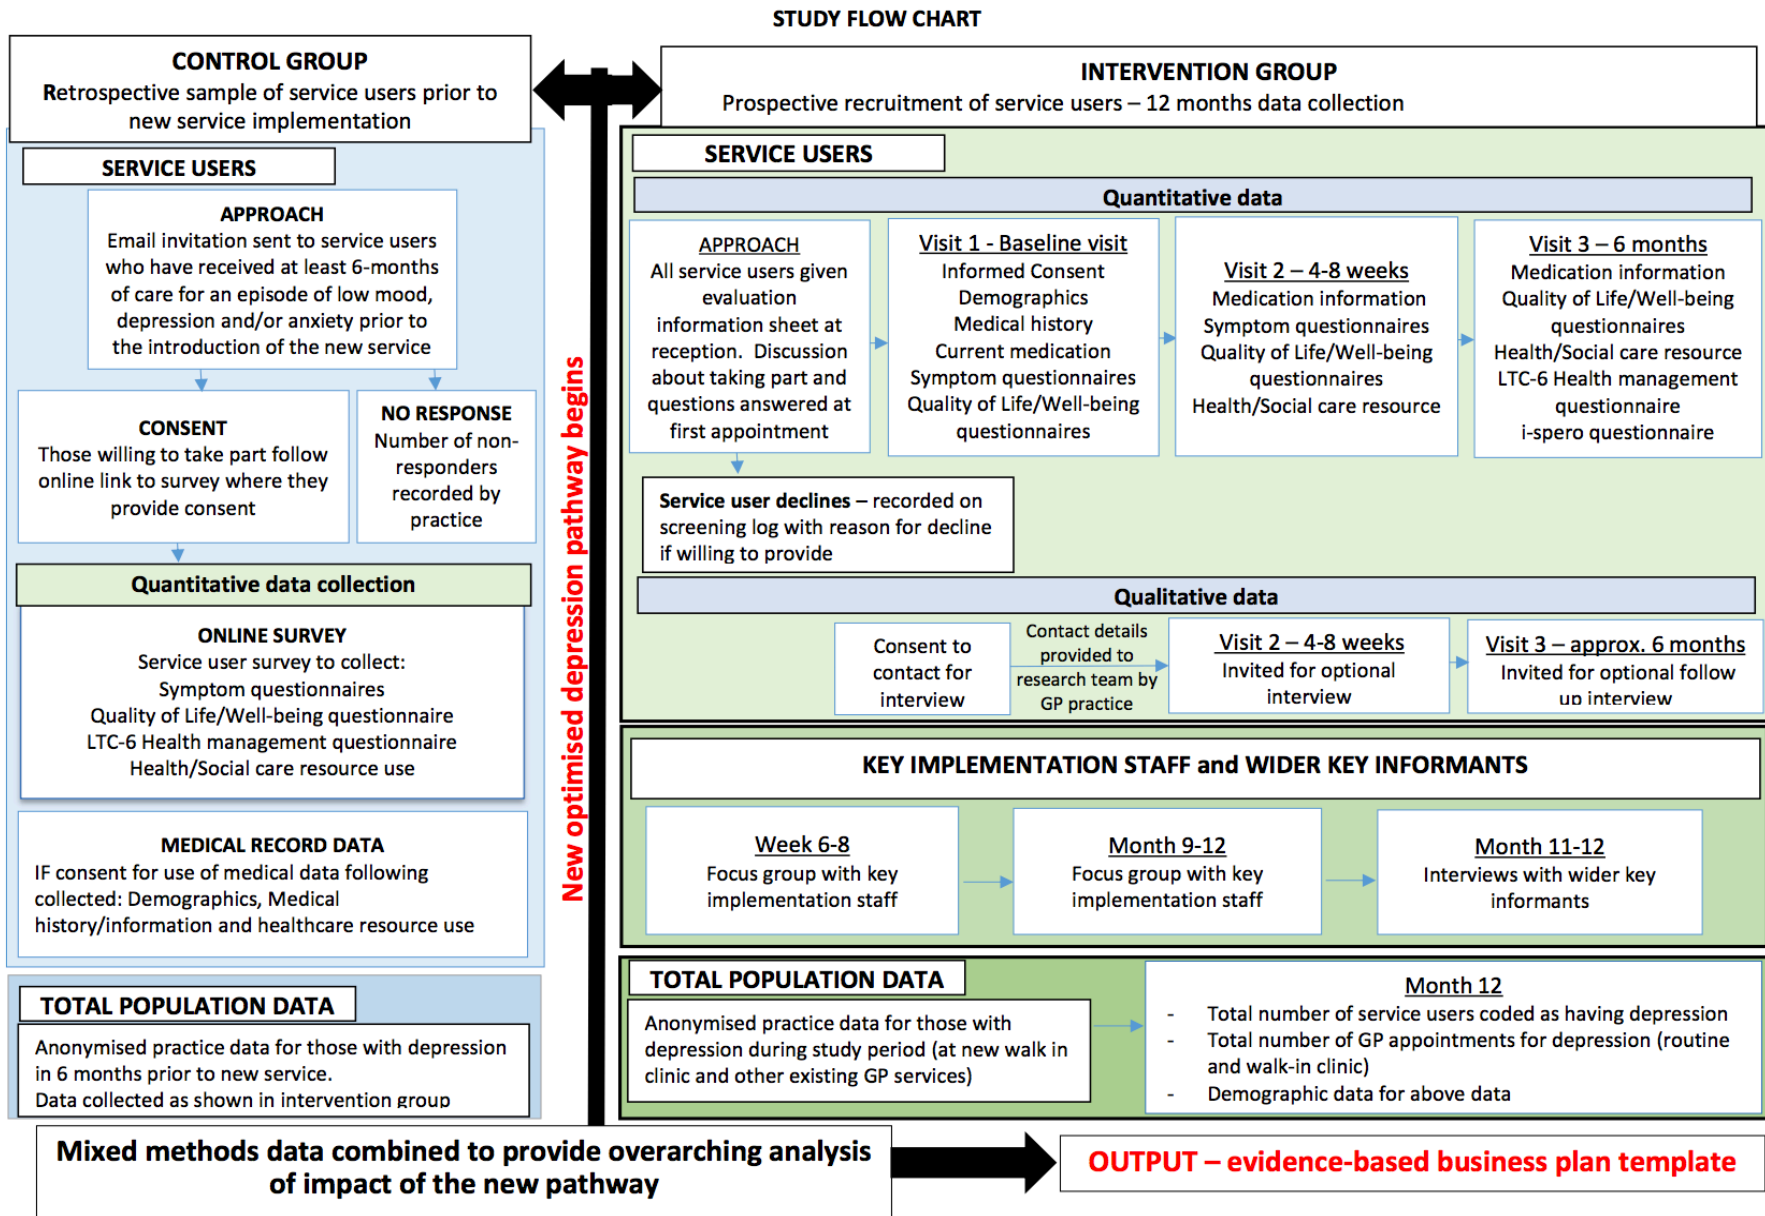 STUDY FLOW CHART
CONTROL GROUP
Retrospective sample of service users prior to
new service implementation
SERVICE USERS
APPROACH
Email invitation sent to service users
who have received at least 6-months
of care for an episode of low mood,
depression and/or anxiety prior to
the introduction of the new service
CONSENT
Those willing to take part follow
online link to survey where they
provide consent
NO RESPONSE
Number of non-
responders
recorded by
practice
Quantitative data collection
ONLINE SURVEY
Service user survey to collect:
Symptom questionnaires
Quality of Life/Well-being questionnaire
LTC-6 Health management questionnaire
Health/Social care resource use
MEDICAL RECORD DATA
IF consent for use of medical data following
collected: Demographics, Medical
history/information and healthcare resource use
TOTAL POPULATION DATA
Anonymised practice data for those with depression
in 6 months prior to new service.
Data collected as shown in intervention group
New optimised depression pathway begins
INTERVENTION GROUP
Prospective recruitment of service users – 12 months data collection
SERVICE USERS
Quantitative data
APPROACH
All service users given
evaluation
information sheet at
reception. Discussion
about taking part and
questions answered at
first appointment
Visit 1 - Baseline visit
Informed Consent
Demographics
Medical history
Current medication
Symptom questionnaires
Quality of Life/Well-being
questionnaires
Visit 2 – 4-8 weeks
Medication information
Symptom questionnaires
Quality of Life/Well-being
questionnaires
Health/Social care resource
Visit 3 – 6 months
Medication information
Quality of Life/Well-being
questionnaires
Health/Social care resource
LTC-6 Health management
questionnaire
i-spero questionnaire
Service user declines – recorded on
screening log with reason for decline
if willing to provide
Qualitative data
Consent to
contact for
interview
Contact details
provided to
research team by
GP practice
Visit 2 – 4-8 weeks
Invited for optional
interview
Visit 3 – approx. 6 months
Invited for optional follow
up interview
KEY IMPLEMENTATION STAFF and WIDER KEY INFORMANTS
Week 6-8
Focus group with key
implementation staff
Month 9-12
Focus group with key
implementation staff
Month 11-12
Interviews with wider key
informants
TOTAL POPULATION DATA
Anonymised practice data for those with
depression during study period (at new walk in
clinic and other existing GP services)
Month 12
- Total number of service users coded as having depression
- Total number of GP appointments for depression (routine
and walk-in clinic)
- Demographic data for above data
Mixed methods data combined to provide overarching analysis
of impact of the new pathway
OUTPUT – evidence-based business plan template